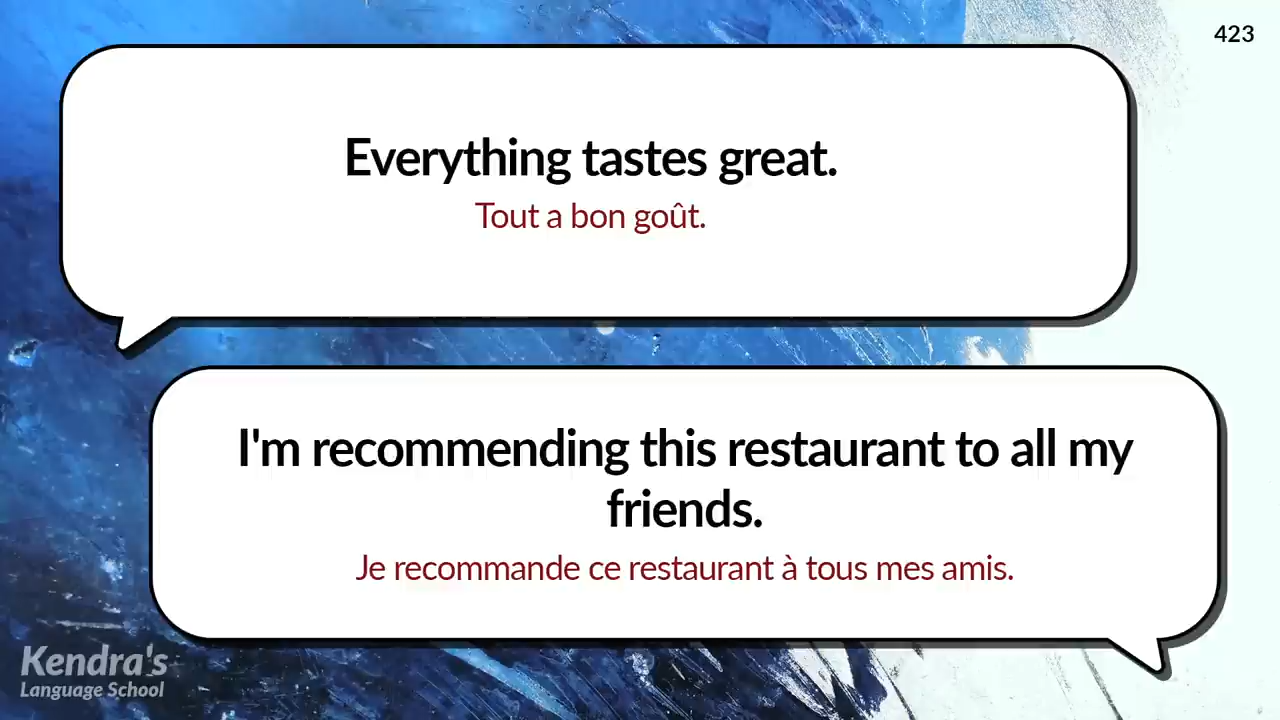 423
Everything tastes great.
Tout a bon goût.
I'm recommending this restaurant to all my
friends.
Je recommande ce restaurant à tous mes amis.
Kendra's
Language School